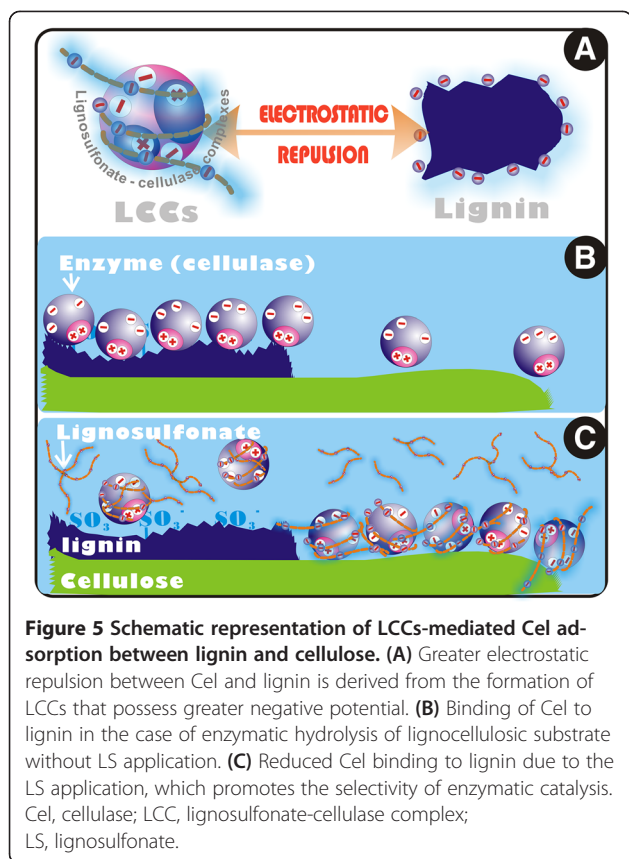 A
Lignosulfonate - cellulase complexes
ELECTROSTATIC
REPULSION
LCCs
Lignin
B
Enzyme (cellulase)
C
Lignosulfonate
SO3- SO3- SO3-
lignin
Cellulose
Figure 5 Schematic representation of LCCs-mediated Cel ad-
sorption between lignin and cellulose. (A) Greater electrostatic
repulsion between Cel and lignin is derived from the formation of
LCCs that possess greater negative potential. (B) Binding of Cel to
lignin in the case of enzymatic hydrolysis of lignocellulosic substrate
without LS application. (C) Reduced Cel binding to lignin due to the
LS application, which promotes the selectivity of enzymatic catalysis.
Cel, cellulase; LCC, lignosulfonate-cellulase complex;
LS, lignosulfonate.